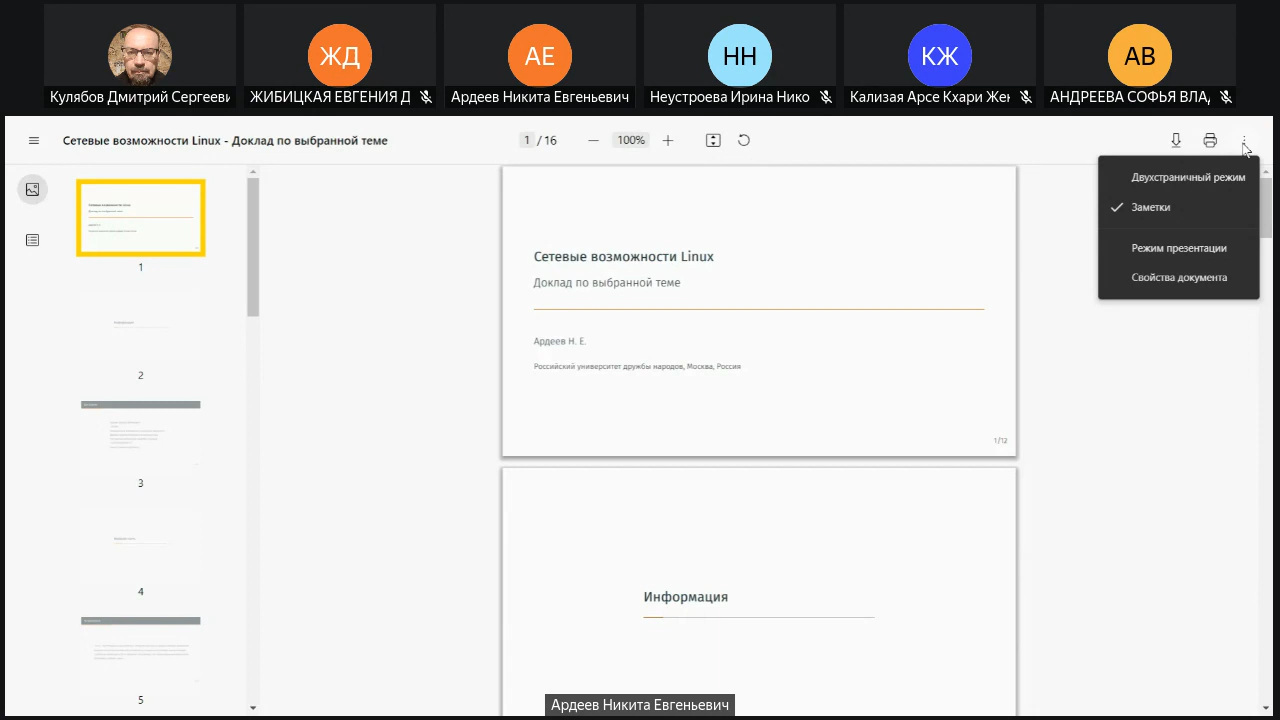 ЖД
АЕ
НН
КЖ
АВ
Кулябов Дмитрий Сергееви
ЖИБИЦКАЯ ЕВГЕНИЯ Д
Ардеев Никита Евгеньевич
Неустроева Ирина Нико
Кализая Арсе Кхари Жек
АНДРЕЕВА СОФЬЯ ВЛАД
Сетевые возможности Linux - Доклад по выбранной теме
1 / 16
100%
Двухстраничный режим
Заметки
Режим презентации
Свойства документа
1
2
3
4
5
Сетевые возможности Linux
Доклад по выбранной теме
Ардеев Н. Е.
Российский университет дружбы народов, Москва, Россия
1/12
Информация
Ардеев Никита Евгеньевич